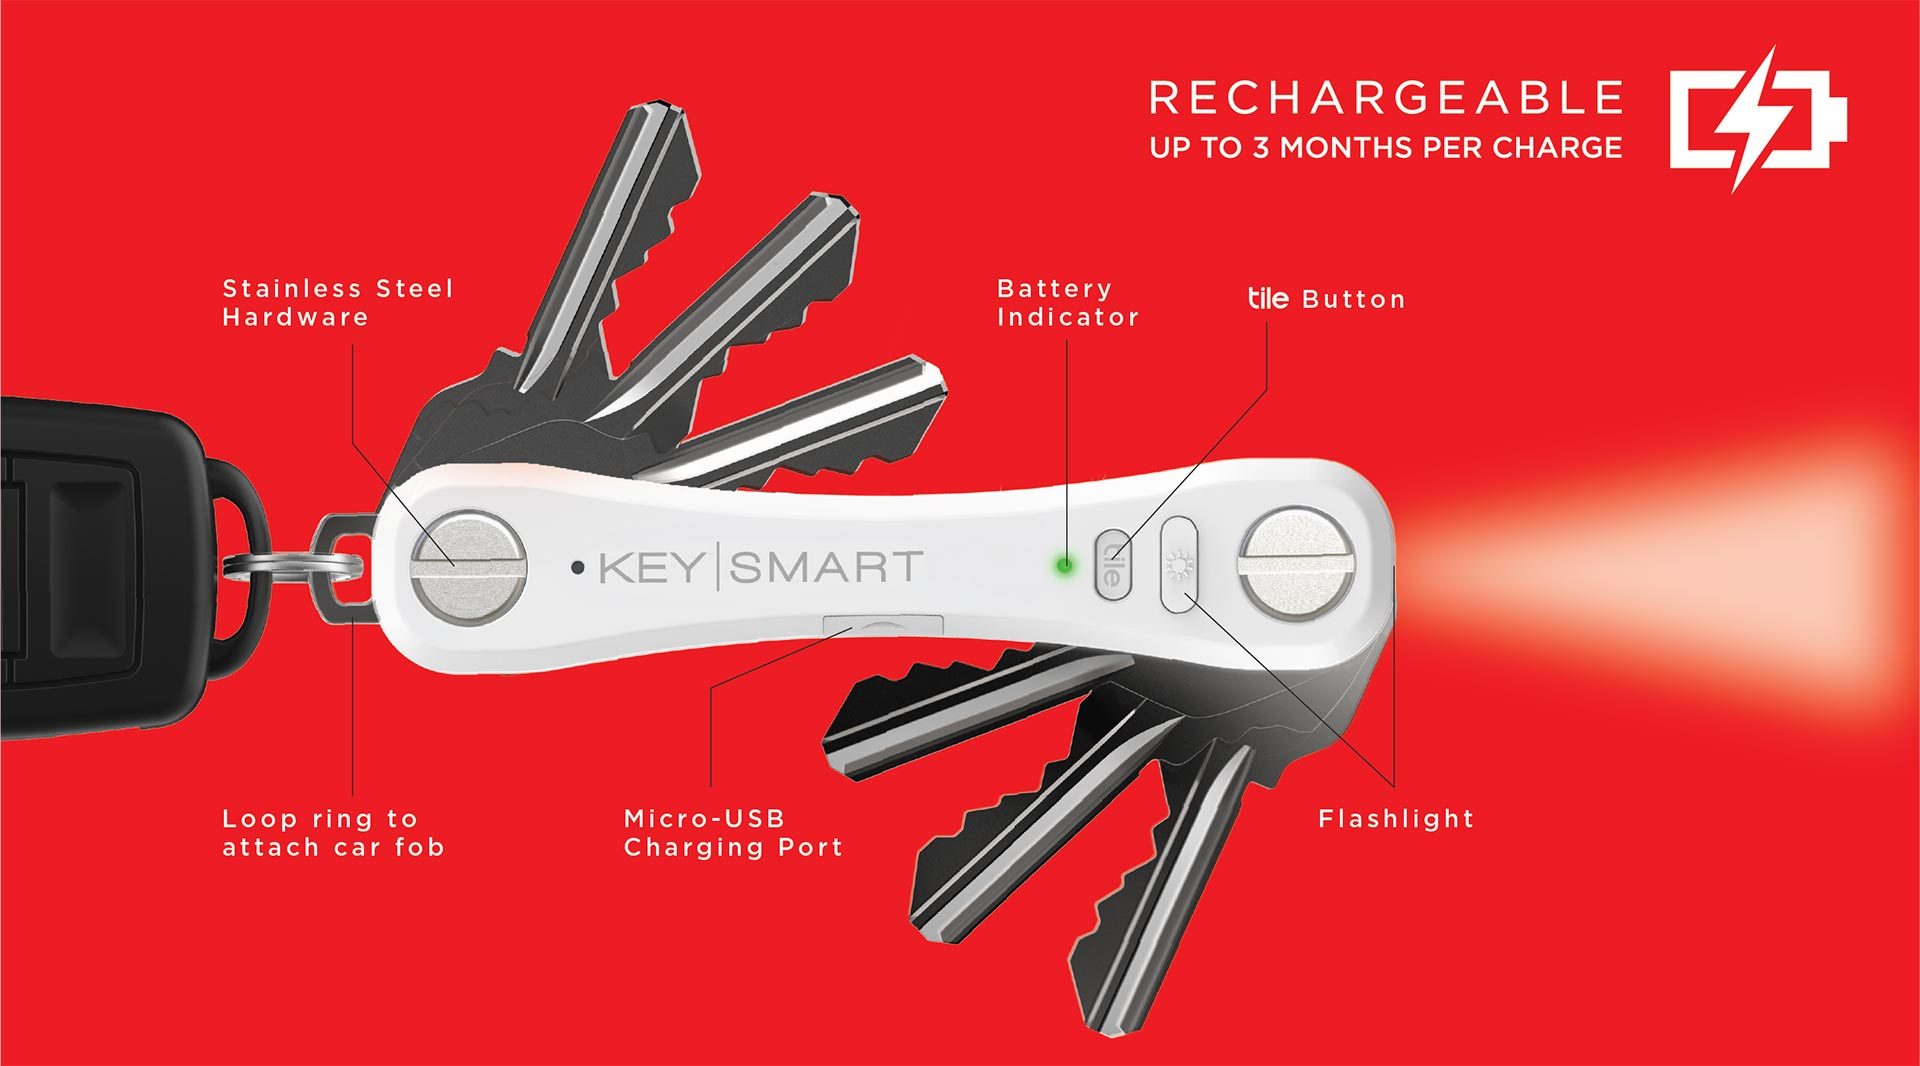 RECHARGEABLE
UP TO 3 MONTHS PER CHARGE
Stainless Steel
Hardware
Battery
Indicator
tile Button
KEY|SMART
tile
Loop ring to
attach car fob
Micro-USB
Charging Port
Flashlight